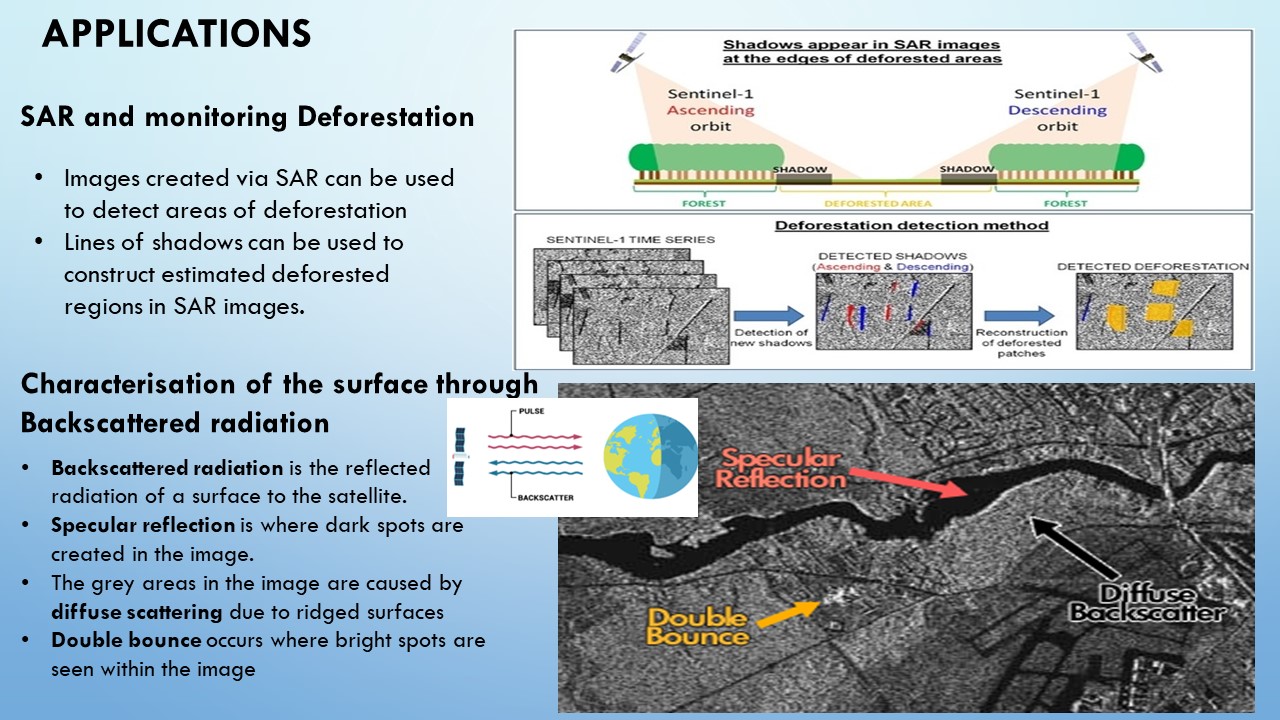 APPLICATIONS
SAR and monitoring Deforestation
• Images created via SAR can be used
to detect areas of deforestation
• Lines of shadows can be used to
construct estimated deforested
regions in SAR images.
Shadows appear in SAR images
at the edges of deforested areas
Sentinel-1
Ascending
orbit
Sentinel-1
Descending
orbit
SHADOW
SHADOW
FOREST
DEFORESTED AREA
FOREST
Deforestation detection method
SENTINEL-1 TIME SERIES
Detection of
new shadows
DETECTED SHADOWS
(Ascending & Descending)
Reconstruction
of deforested
patches
DETECTED DEFORESTATION
Characterisation of the surface through
Backscattered radiation
• Backscattered radiation is the reflected
radiation of a surface to the satellite.
• Specular reflection is where dark spots are
created in the image.
• The grey areas in the image are caused by
diffuse scattering due to ridged surfaces
• Double bounce occurs where bright spots are
seen within the image
PULSE
BACKSCATTER
Specular
Reflection
Double
Bounce
Diffuse
Backscatter